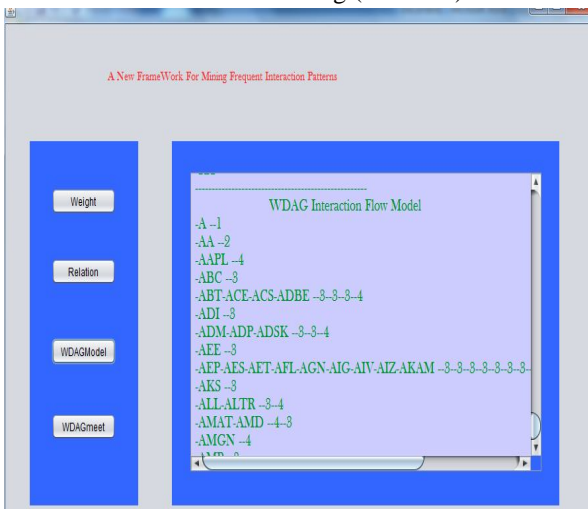 A New FrameWork For Mining Frequent Interaction Patterns
Weight
Relation
WDAGModel
WDAGmeet
--------------------------------------------------------
WDAG Interaction Flow Model
-A --1
-AA --2
-AAPL --4
-ABC --3
-ABT-ACE-ACS-ADBE --3--3--3--4
-ADI --3
-ADM-ADP-ADSK --3--3--4
-AEE --3
-AEP-AES-AET-AFL-AGN-AIG-AIV-AIZ-AKAM --3--3--3--3--3--3--3--
-AKS --3
-ALL-ALTR --3--4
-AMAT-AMD --4--3
-AMGN --4